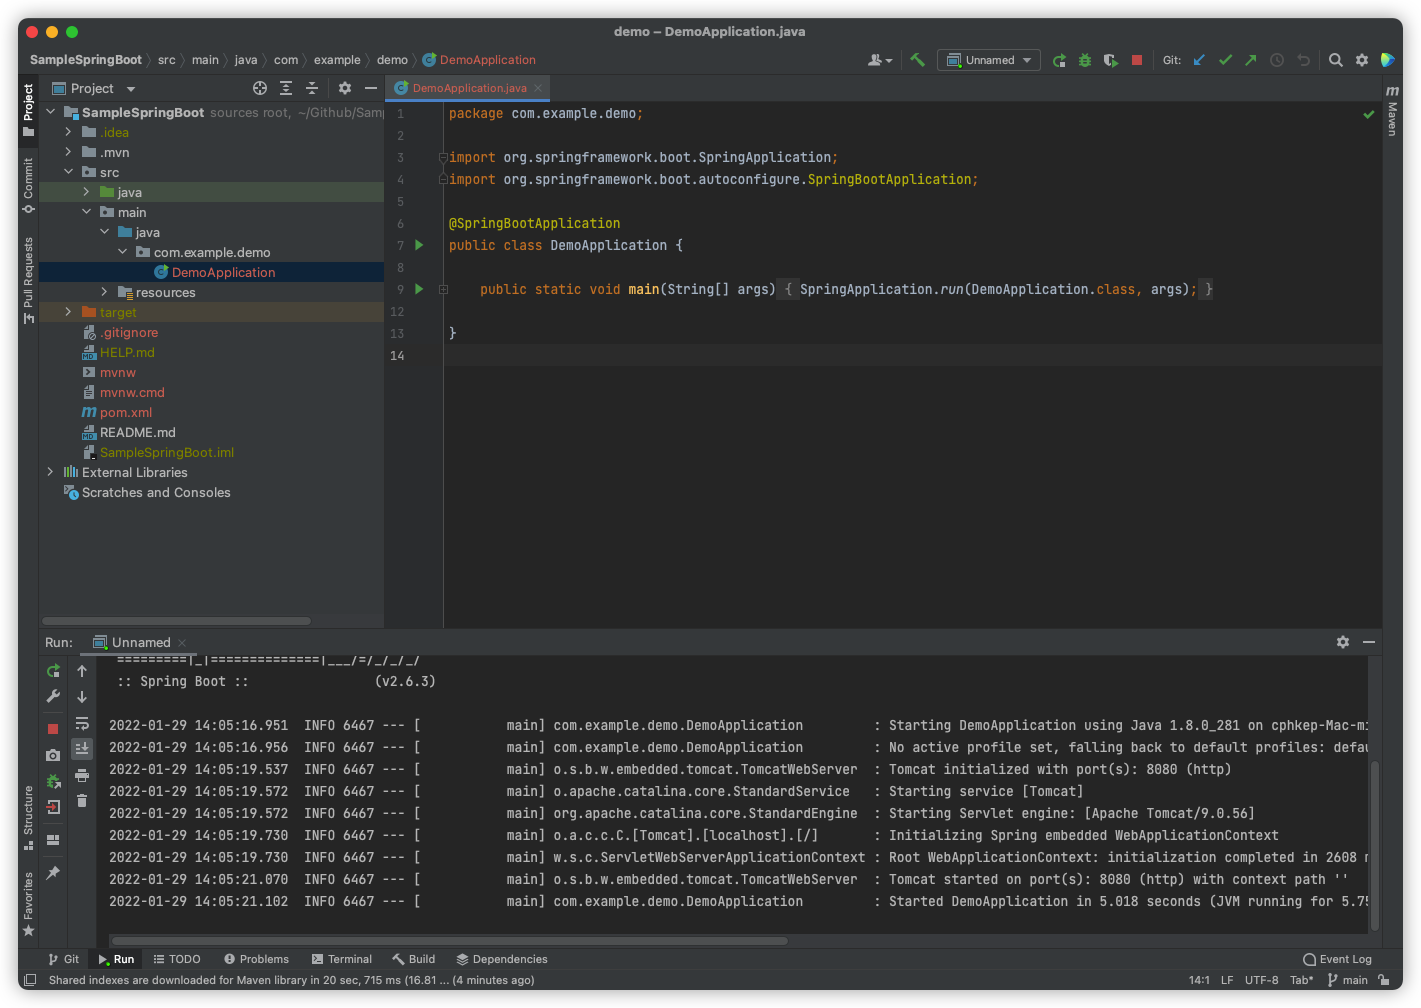 demo – DemoApplication.java
SampleSpringBoot src main java com example demo DemoApplication
Unnamed
Git:
Project
Commit
Pull Requests
Structure
Favorites
Project
SampleSpringBoot sources root, ~/Github/Sam
.idea
.mvn
src
java
main
java
com.example.demo
DemoApplication
resources
target
.gitignore
HELP.md
mvnw
mvnw.cmd
pom.xml
README.md
SampleSpringBoot.iml
External Libraries
Scratches and Consoles
DemoApplication.java
Maven
1 package com.example.demo;
2
3 import org.springframework.boot.SpringApplication;
4 import org.springframework.boot.autoconfigure.SpringBootApplication;
5
6 @SpringBootApplication
7 public class DemoApplication {
8
9 public static void main(String[] args) { SpringApplication.run(DemoApplication.class, args); }
12
13 }
14
Run: Unnamed
=========|_|==============|___/=/_/_/_/
:: Spring Boot :: (v2.6.3)
2022-01-29 14:05:16.951 INFO 6467 --- [ main] com.example.demo.DemoApplication : Starting DemoApplication using Java 1.8.0_281 on cphkep-Mac-mi
2022-01-29 14:05:16.956 INFO 6467 --- [ main] com.example.demo.DemoApplication : No active profile set, falling back to default profiles: defau
2022-01-29 14:05:19.537 INFO 6467 --- [ main] o.s.b.w.embedded.tomcat.TomcatWebServer : Tomcat initialized with port(s): 8080 (http)
2022-01-29 14:05:19.572 INFO 6467 --- [ main] o.apache.catalina.core.StandardService : Starting service [Tomcat]
2022-01-29 14:05:19.572 INFO 6467 --- [ main] org.apache.catalina.core.StandardEngine : Starting Servlet engine: [Apache Tomcat/9.0.56]
2022-01-29 14:05:19.730 INFO 6467 --- [ main] o.a.c.c.C.[Tomcat].[localhost].[/] : Initializing Spring embedded WebApplicationContext
2022-01-29 14:05:19.730 INFO 6467 --- [ main] w.s.c.ServletWebServerApplicationContext : Root WebApplicationContext: initialization completed in 2608 m
2022-01-29 14:05:21.070 INFO 6467 --- [ main] o.s.b.w.embedded.tomcat.TomcatWebServer : Tomcat started on port(s): 8080 (http) with context path ''
2022-01-29 14:05:21.102 INFO 6467 --- [ main] com.example.demo.DemoApplication : Started DemoApplication in 5.018 seconds (JVM running for 5.75
Git Run TODO Problems Terminal Build Dependencies Event Log
Shared indexes are downloaded for Maven library in 20 sec, 715 ms (16.81 ... (4 minutes ago) 14:1 LF UTF-8 Tab* main